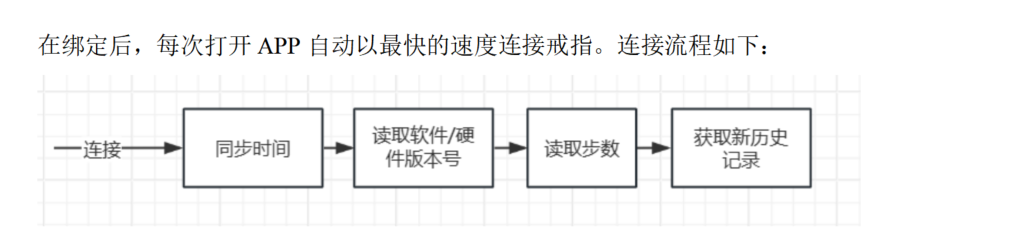 在绑定后，每次打开 APP 自动以最快的速度连接戒指。连接流程如下：
连接
同步时间
读取软件/硬
件版本号
读取步数
获取新历史
记录